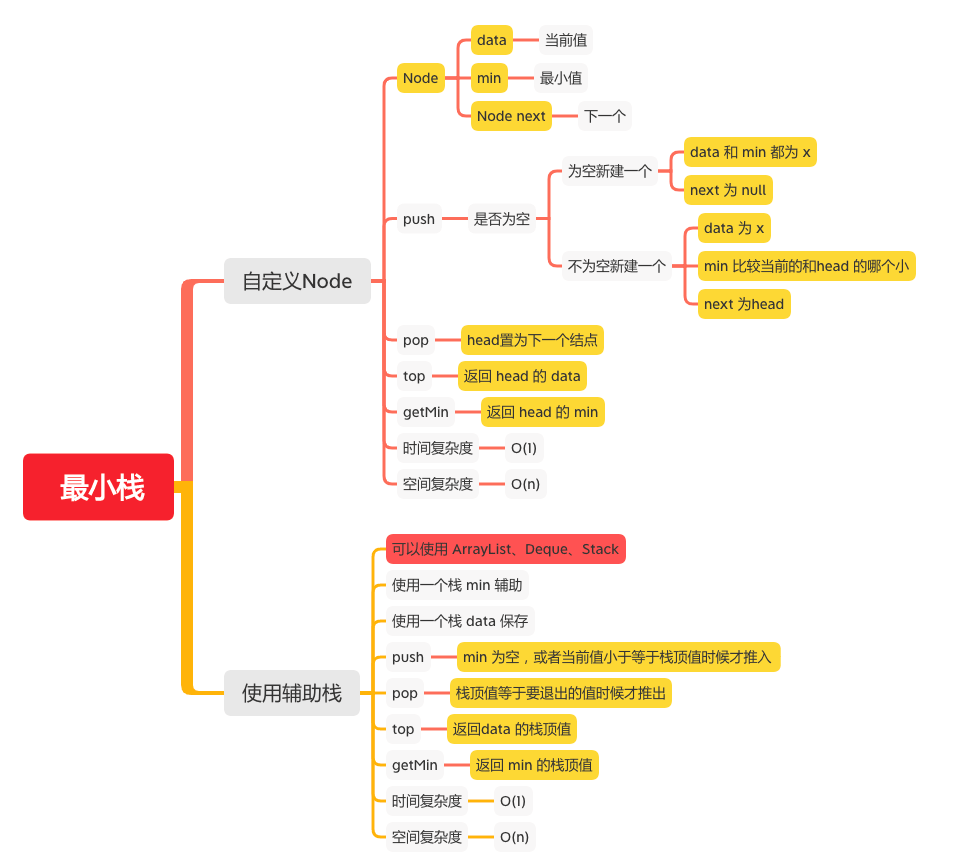 最小栈
自定义Node
Node
data
当前值
min
最小值
Node next
下一个
push
是否为空
为空新建一个
data 和 min 都为 x
next 为 null
不为空新建一个
data 为 x
min 比较当前的和head 的哪个小
next 为head
pop
head置为下一个结点
top
返回 head 的 data
getMin
返回 head 的 min
时间复杂度
O(1)
空间复杂度
O(n)
使用辅助栈
可以使用 ArrayList、Deque、Stack
使用一个栈 min 辅助
使用一个栈 data 保存
push
min 为空，或者当前值小于等于栈顶值时候才推入
pop
栈顶值等于要退出的值时候才推出
top
返回data 的栈顶值
getMin
返回 min 的栈顶值
时间复杂度
O(1)
空间复杂度
O(n)